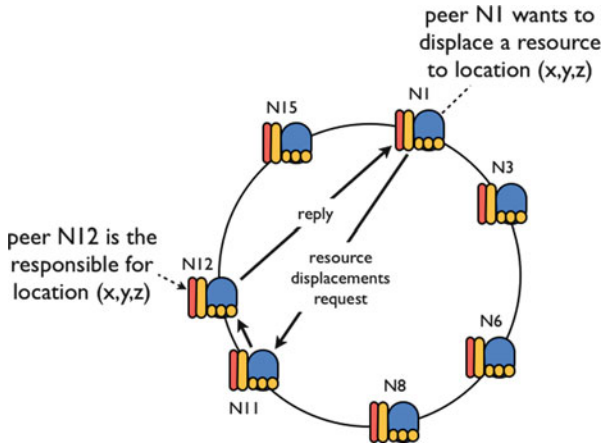 peer N1 wants to
displace a resource
to location (x,y,z)
N1
N15
N3
reply
peer N12 is the
responsible for
location (x,y,z)
N12
resource
displacements
request
N6
N11
N8